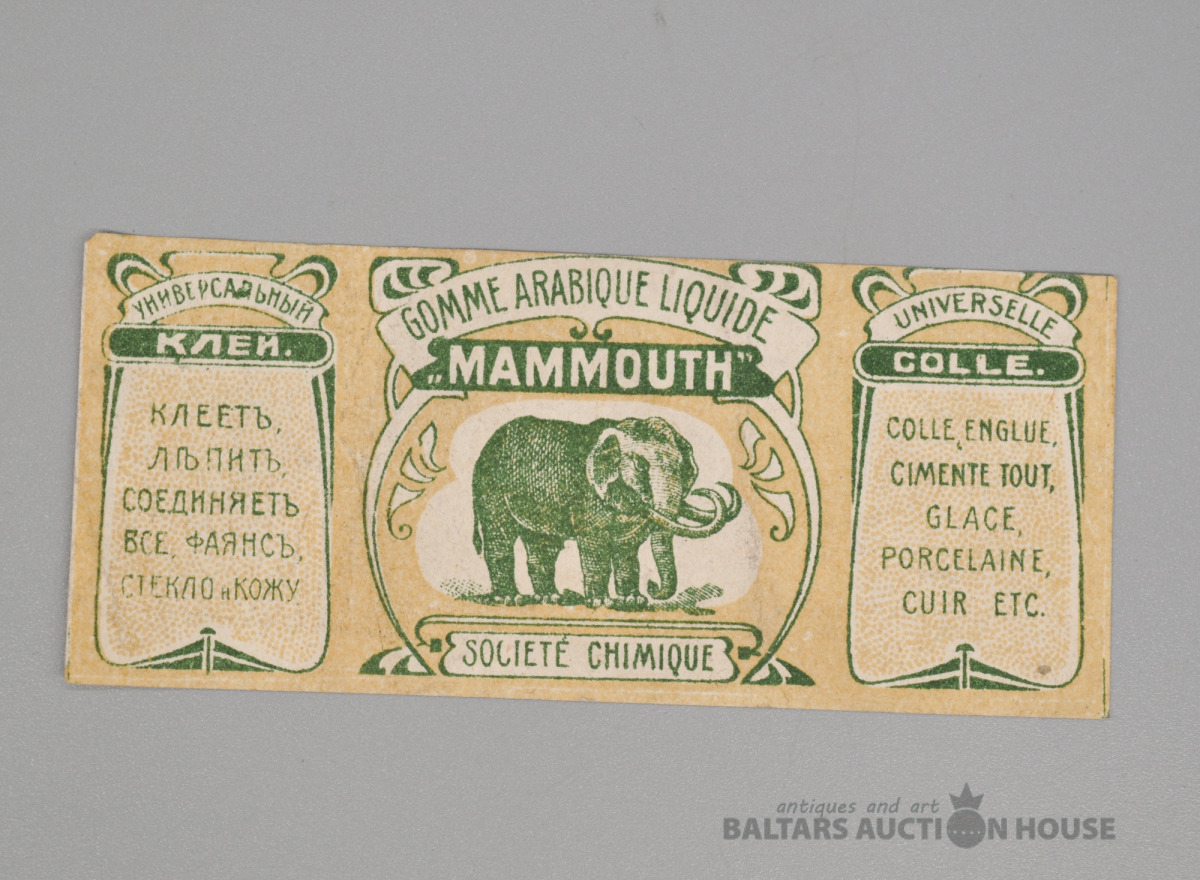 УНИВЕРСАЛЬНЫЙ
КЛЕЙ.
КЛЕЕТЪ,
ЛѢПИТЪ,
СОЕДИНЯЕТЪ
ВСЕ, ФАЯНСЪ,
СТЕКЛО и КОЖУ
GOMME ARABIQUE LIQUIDE
„MAMMOUTH"
SOCIETÉ CHIMIQUE
UNIVERSELLE
COLLE.
COLLE, ENGLUE,
CIMENTE TOUT,
GLACE,
PORCELAINE,
CUIR ETC.
antiques and art
BALTARS AUCTION HOUSE